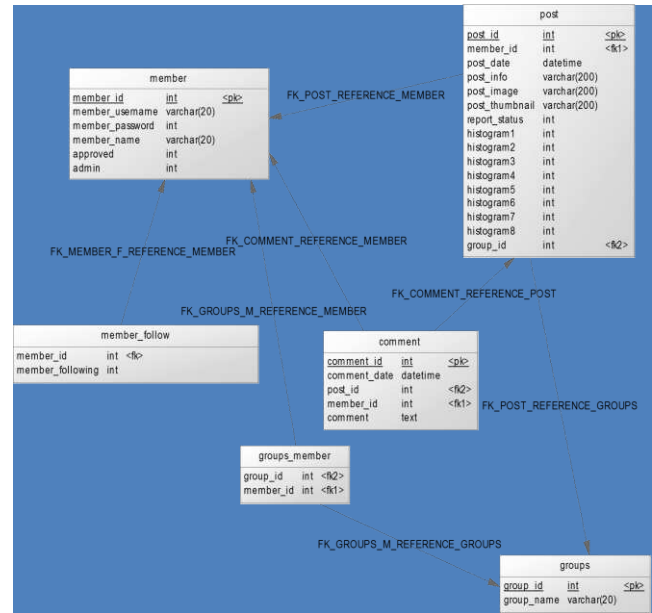 post
post_id int <pk>
member_id int <fk1>
post_date datetime
post_info varchar(200)
post_image varchar(200)
post_thumbnail varchar(200)
report_status int
histogram1 int
histogram2 int
histogram3 int
histogram4 int
histogram5 int
histogram6 int
histogram7 int
histogram8 int
group_id int <fk2>
member
member_id int <pk>
member_username varchar(20)
member_password int
member_name varchar(20)
approved int
admin int
FK_POST_REFERENCE_MEMBER
FK_COMMENT_REFERENCE_MEMBER
FK_MEMBER_F_REFERENCE_MEMBER
FK_COMMENT_REFERENCE_POST
FK_GROUPS_M_REFERENCE_MEMBER
member_follow
member_id int <fk>
member_following int
comment
comment_id int <pk>
comment_date datetime
post_id int <fk2>
member_id int <fk1>
comment text
FK_POST_REFERENCE_GROUPS
groups_member
group_id int <fk2>
member_id int <fk1>
FK_GROUPS_M_REFERENCE_GROUPS
groups
group_id int <pk>
group_name varchar(20)